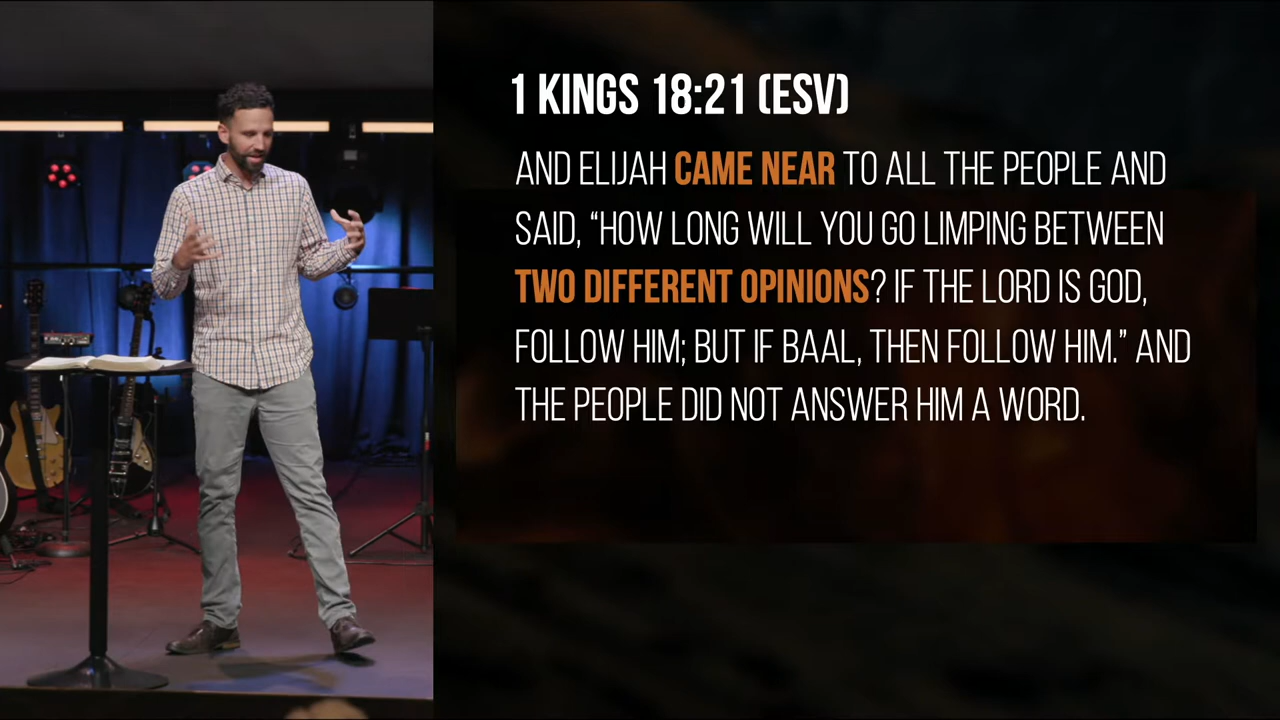 1 KINGS 18:21 (ESV)
AND ELIJAH CAME NEAR TO ALL THE PEOPLE AND
SAID, “HOW LONG WILL YOU GO LIMPING BETWEEN
TWO DIFFERENT OPINIONS? IF THE LORD IS GOD,
FOLLOW HIM; BUT IF BAAL, THEN FOLLOW HIM.” AND
THE PEOPLE DID NOT ANSWER HIM A WORD.